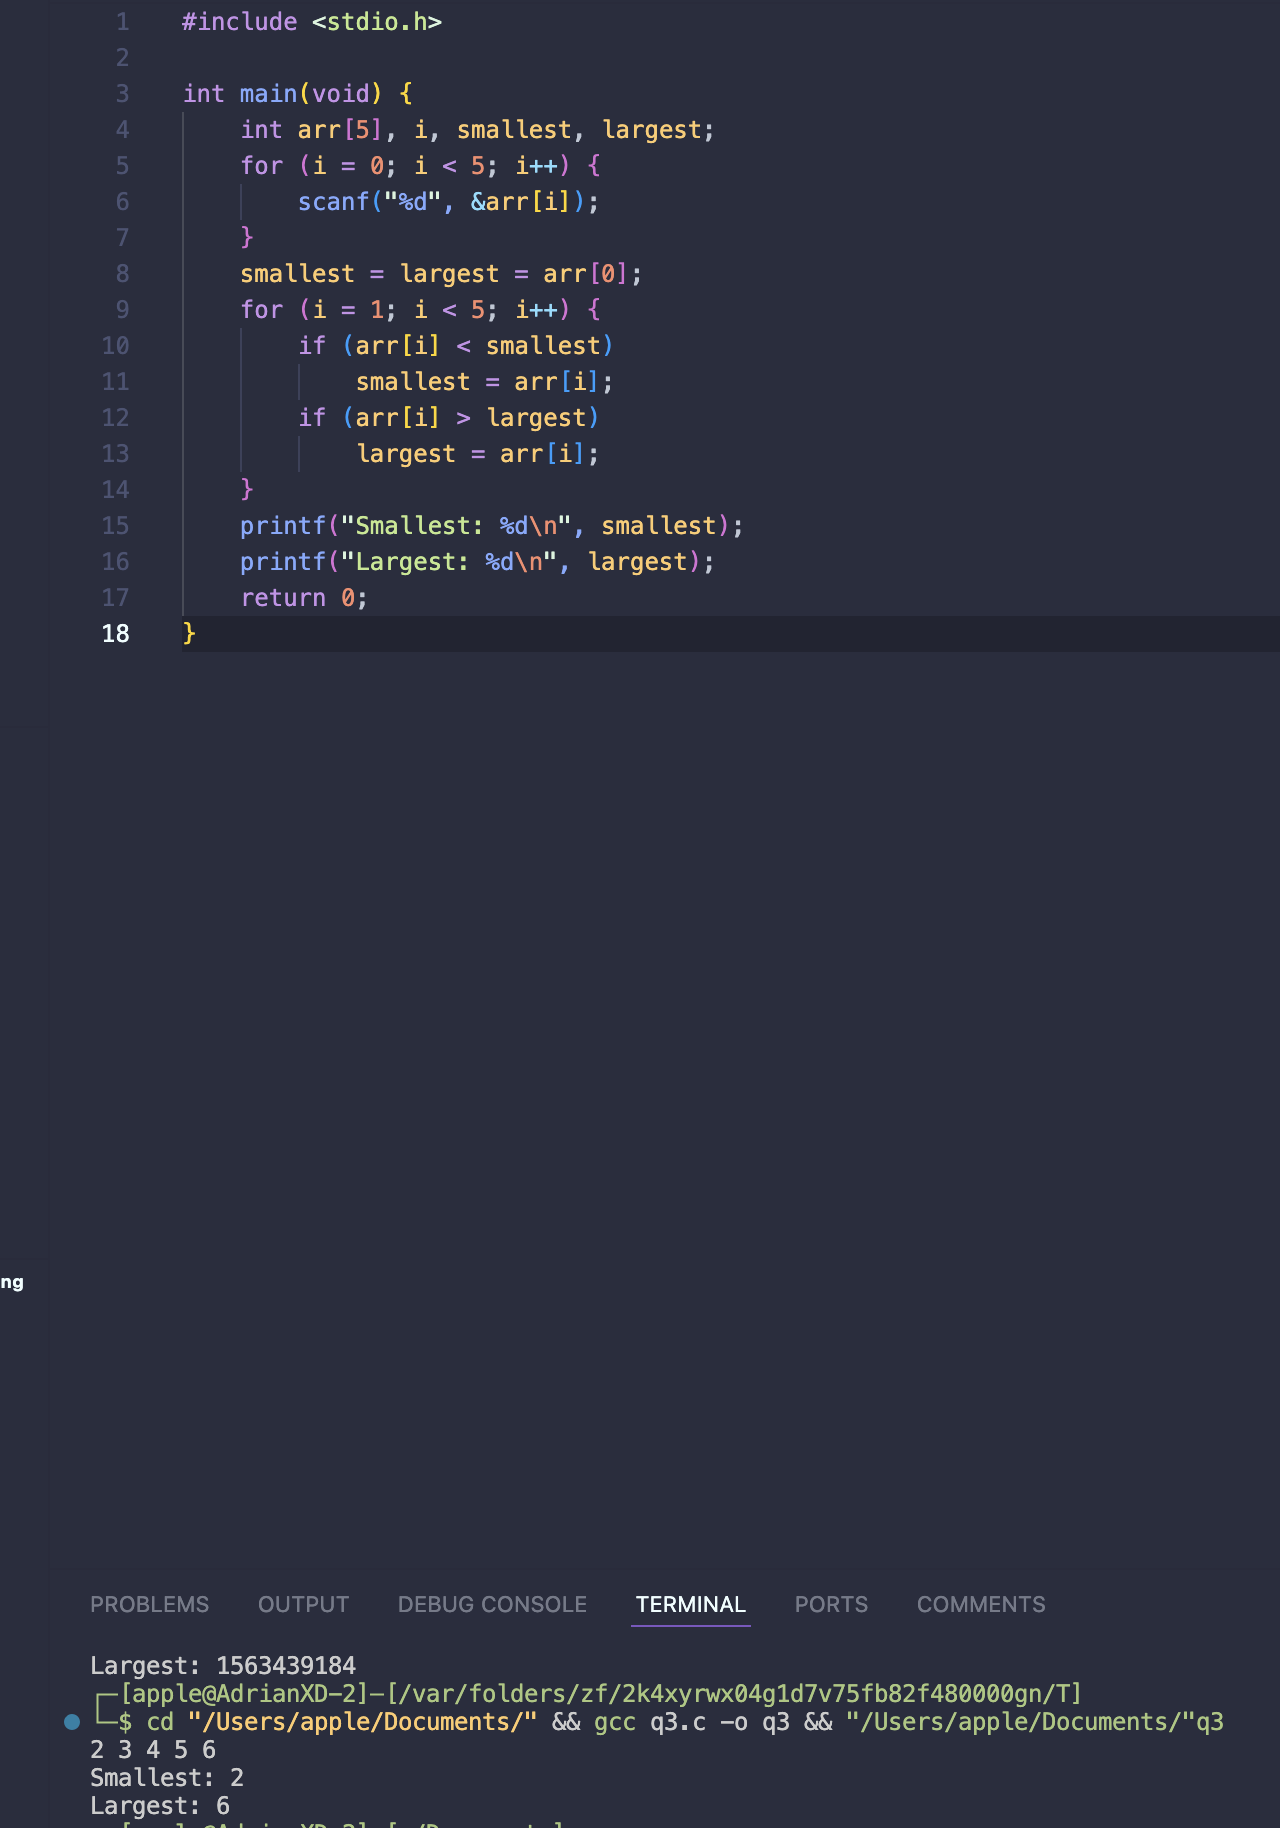 1 #include <stdio.h>
2
3 int main(void) {
4     int arr[5], i, smallest, largest;
5     for (i = 0; i < 5; i++) {
6         scanf("%d", &arr[i]);
7     }
8     smallest = largest = arr[0];
9     for (i = 1; i < 5; i++) {
10         if (arr[i] < smallest)
11             smallest = arr[i];
12         if (arr[i] > largest)
13             largest = arr[i];
14     }
15     printf("Smallest: %d\n", smallest);
16     printf("Largest: %d\n", largest);
17     return 0;
18 }
ng
PROBLEMS OUTPUT DEBUG CONSOLE TERMINAL PORTS COMMENTS
Largest: 1563439184
┌─[apple@AdrianXD-2]-[/var/folders/zf/2k4xyrwx04g1d7v75fb82f480000gn/T]
└─$ cd "/Users/apple/Documents/" && gcc q3.c -o q3 && "/Users/apple/Documents/"q3
2 3 4 5 6
Smallest: 2
Largest: 6